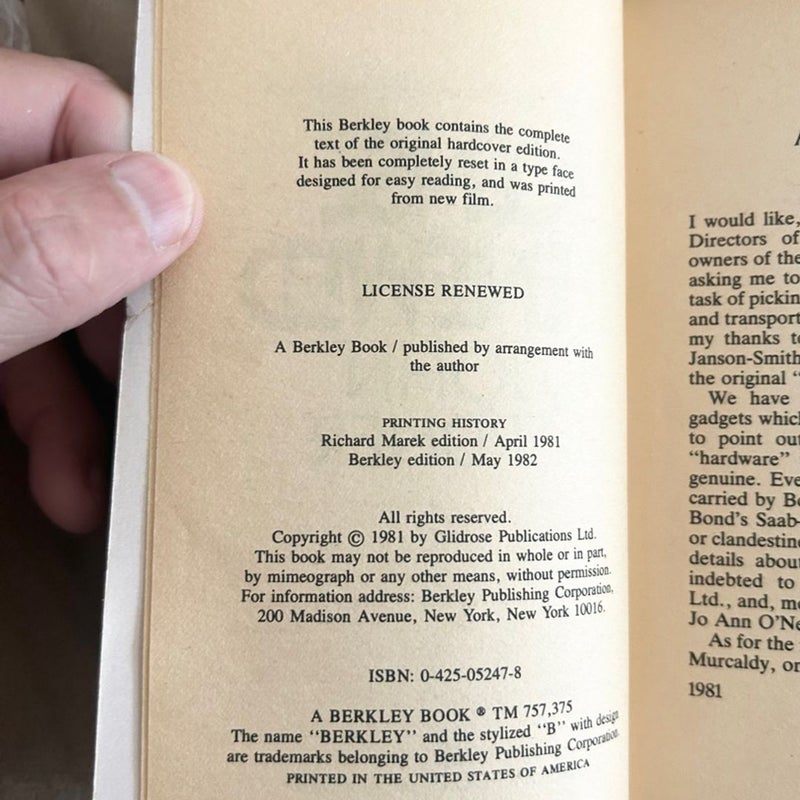 This Berkley book contains the complete
text of the original hardcover edition.
It has been completely reset in a type face
designed for easy reading, and was printed
from new film.
LICENSE RENEWED
A Berkley Book / published by arrangement with
the author
PRINTING HISTORY
Richard Marek edition / April 1981
Berkley edition / May 1982
All rights reserved.
Copyright © 1981 by Glidrose Publications Ltd.
This book may not be reproduced in whole or in part,
by mimeograph or any other means, without permission.
For information address: Berkley Publishing Corporation,
200 Madison Avenue, New York, New York 10016.
ISBN: 0-425-05247-8
A BERKLEY BOOK ® TM 757,375
The name "BERKLEY" and the stylized "B" with design
are trademarks belonging to Berkley Publishing Corporation.
PRINTED IN THE UNITED STATES OF AMERICA
I would like,
Directors of
owners of the
asking me to
task of
and
my thanks
Janson-Smith
the original
We have
gadgets
to point out
"hardware"
genuine.
carried by
Bond's Saab-
or
details about
indebted to
Ltd., and,
Jo Ann
As for the
Murcaldy, or
1981